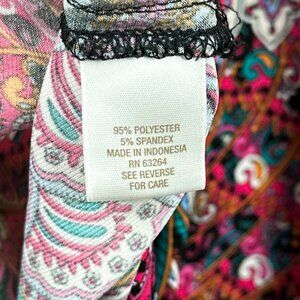 95% POLYESTER
5% SPANDEX
MADE IN INDONESIA
RN 63264
SEE REVERSE
FOR CARE